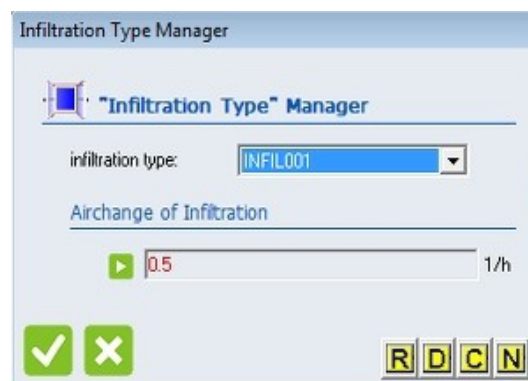 Infiltration Type Manager
"Infiltration Type" Manager
infiltration type: INFIL001
Airchange of Infiltration
0.5 1/h
R D C N